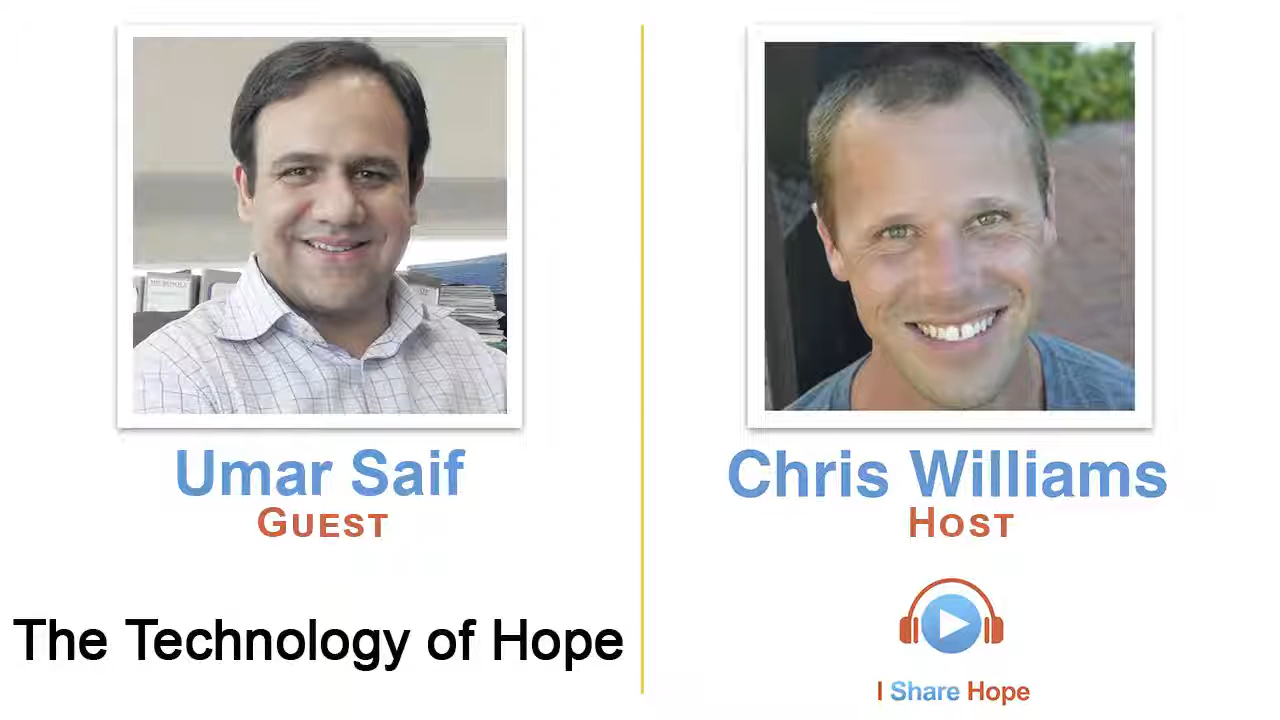 Umar Saif
GUEST
The Technology of Hope
Chris Williams
HOST
I Share Hope